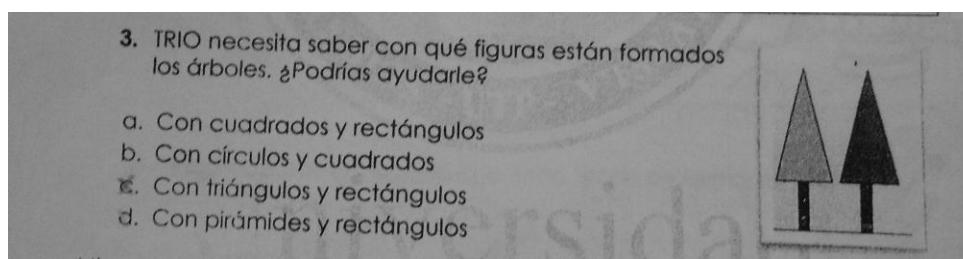 3. TRIO necesita saber con qué figuras están formados
los árboles. ¿Podrías ayudarle?
a. Con cuadrados y rectángulos
b. Con círculos y cuadrados
c. Con triángulos y rectángulos
d. Con pirámides y rectángulos